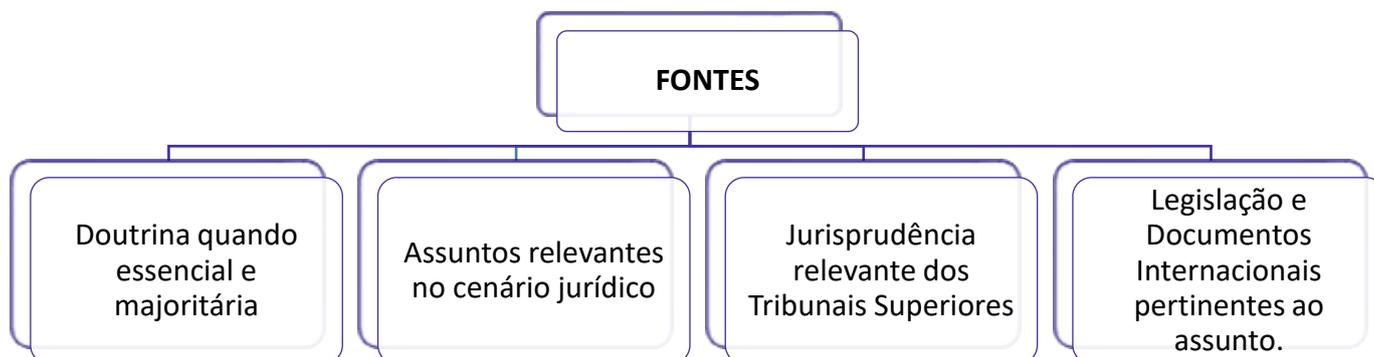 FONTES
Doutrina quando
essencial e
majoritária
Assuntos relevantes
no cenário jurídico
Jurisprudência
relevante dos
Tribunais Superiores
Legislação e
Documentos
Internacionais
pertinentes ao
assunto.